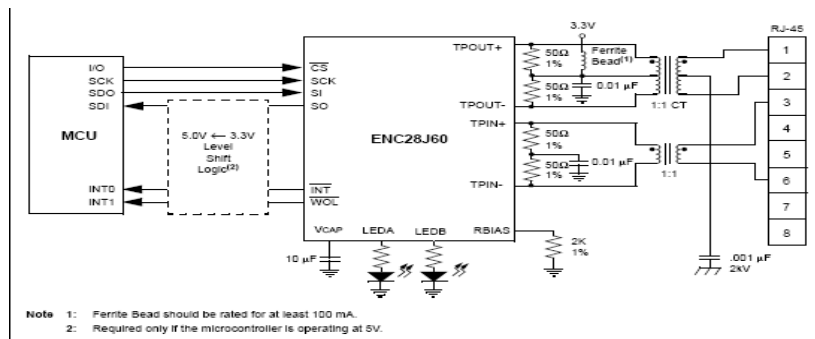 3.3V
RJ-45
I/O
SCK
SDO
SDI
MCU
INT0
INT1
5.0V ← 3.3V
Level
Shift
Logic(2)
CS
SCK
SI
SO
ENC28J60
INT
WOL
VCAP
LEDA
LEDB
RBIAS
TPOUT+
TPOUT-
TPIN+
TPIN-
50Ω
1%
Ferrite
Bead(1)
50Ω
1%
0.01 µF
1:1 CT
50Ω
1%
50Ω
1%
0.01 µF
1:1
1
2
3
4
5
6
7
8
10 µF
2K
1%
.001 µF
2kV
Note 1: Ferrite Bead should be rated for at least 100 mA.
2: Required only if the microcontroller is operating at 5V.